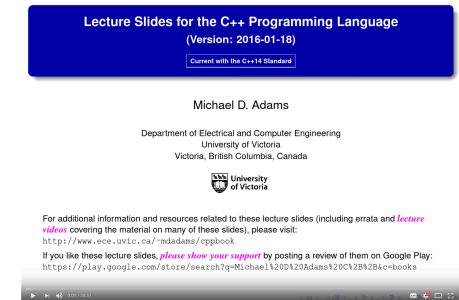 Lecture Slides for the C++ Programming Language
(Version: 2016-01-18)
Current with the C++14 Standard
Michael D. Adams
Department of Electrical and Computer Engineering
University of Victoria
Victoria, British Columbia, Canada
University
of Victoria
For additional information and resources related to these lecture slides (including errata and lecture
videos covering the material on many of these slides), please visit:
http://www.ece.uvic.ca/~mdadams/cppbook
If you like these lecture slides, please show your support by posting a review of them on Google Play:
https://play.google.com/store/search?q=Michael%20D%20Adams%20C%2B%2B&c=books